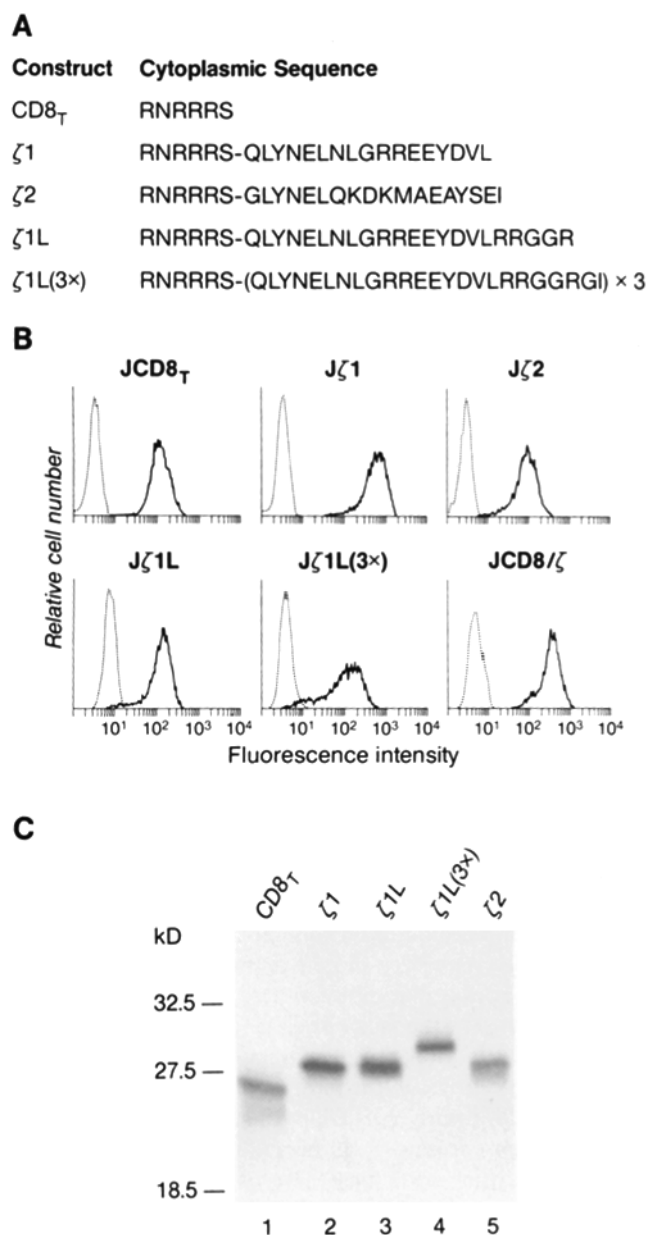 A
Construct Cytoplasmic Sequence
CD8T RNRRRS
ζ1 RNRRRS-QLYNELNLGRREEYDVL
ζ2 RNRRRS-GLYNELQKDKMAEAYSEI
ζ1L RNRRRS-QLYNELNLGRREEYDVLRRGGR
ζ1L(3×) RNRRRS-(QLYNELNLGRREEYDVLRRGGRGI) × 3
B
JCD8T Jζ1 Jζ2
Jζ1L Jζ1L(3×) JCD8/ζ
Relative cell number
10¹ 10² 10³ 10⁴ 10¹ 10² 10³ 10⁴ 10¹ 10² 10³ 10⁴
Fluorescence intensity
C
CD8T ζ1 ζ1L ζ1L(3×) ζ2
kD
32.5
27.5
18.5
1 2 3 4 5